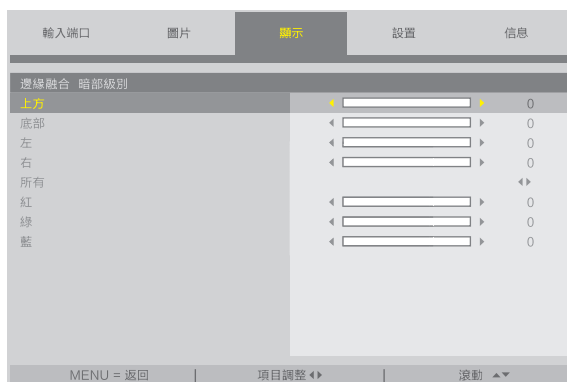 輸入端口 圖片 顯示 設置 信息
邊緣融合 暗部級別
上方 0
底部 0
左 0
右 0
所有
紅 0
綠 0
藍 0
MENU = 返回 | 項目調整 ◀▶ | 滾動 ▲▼